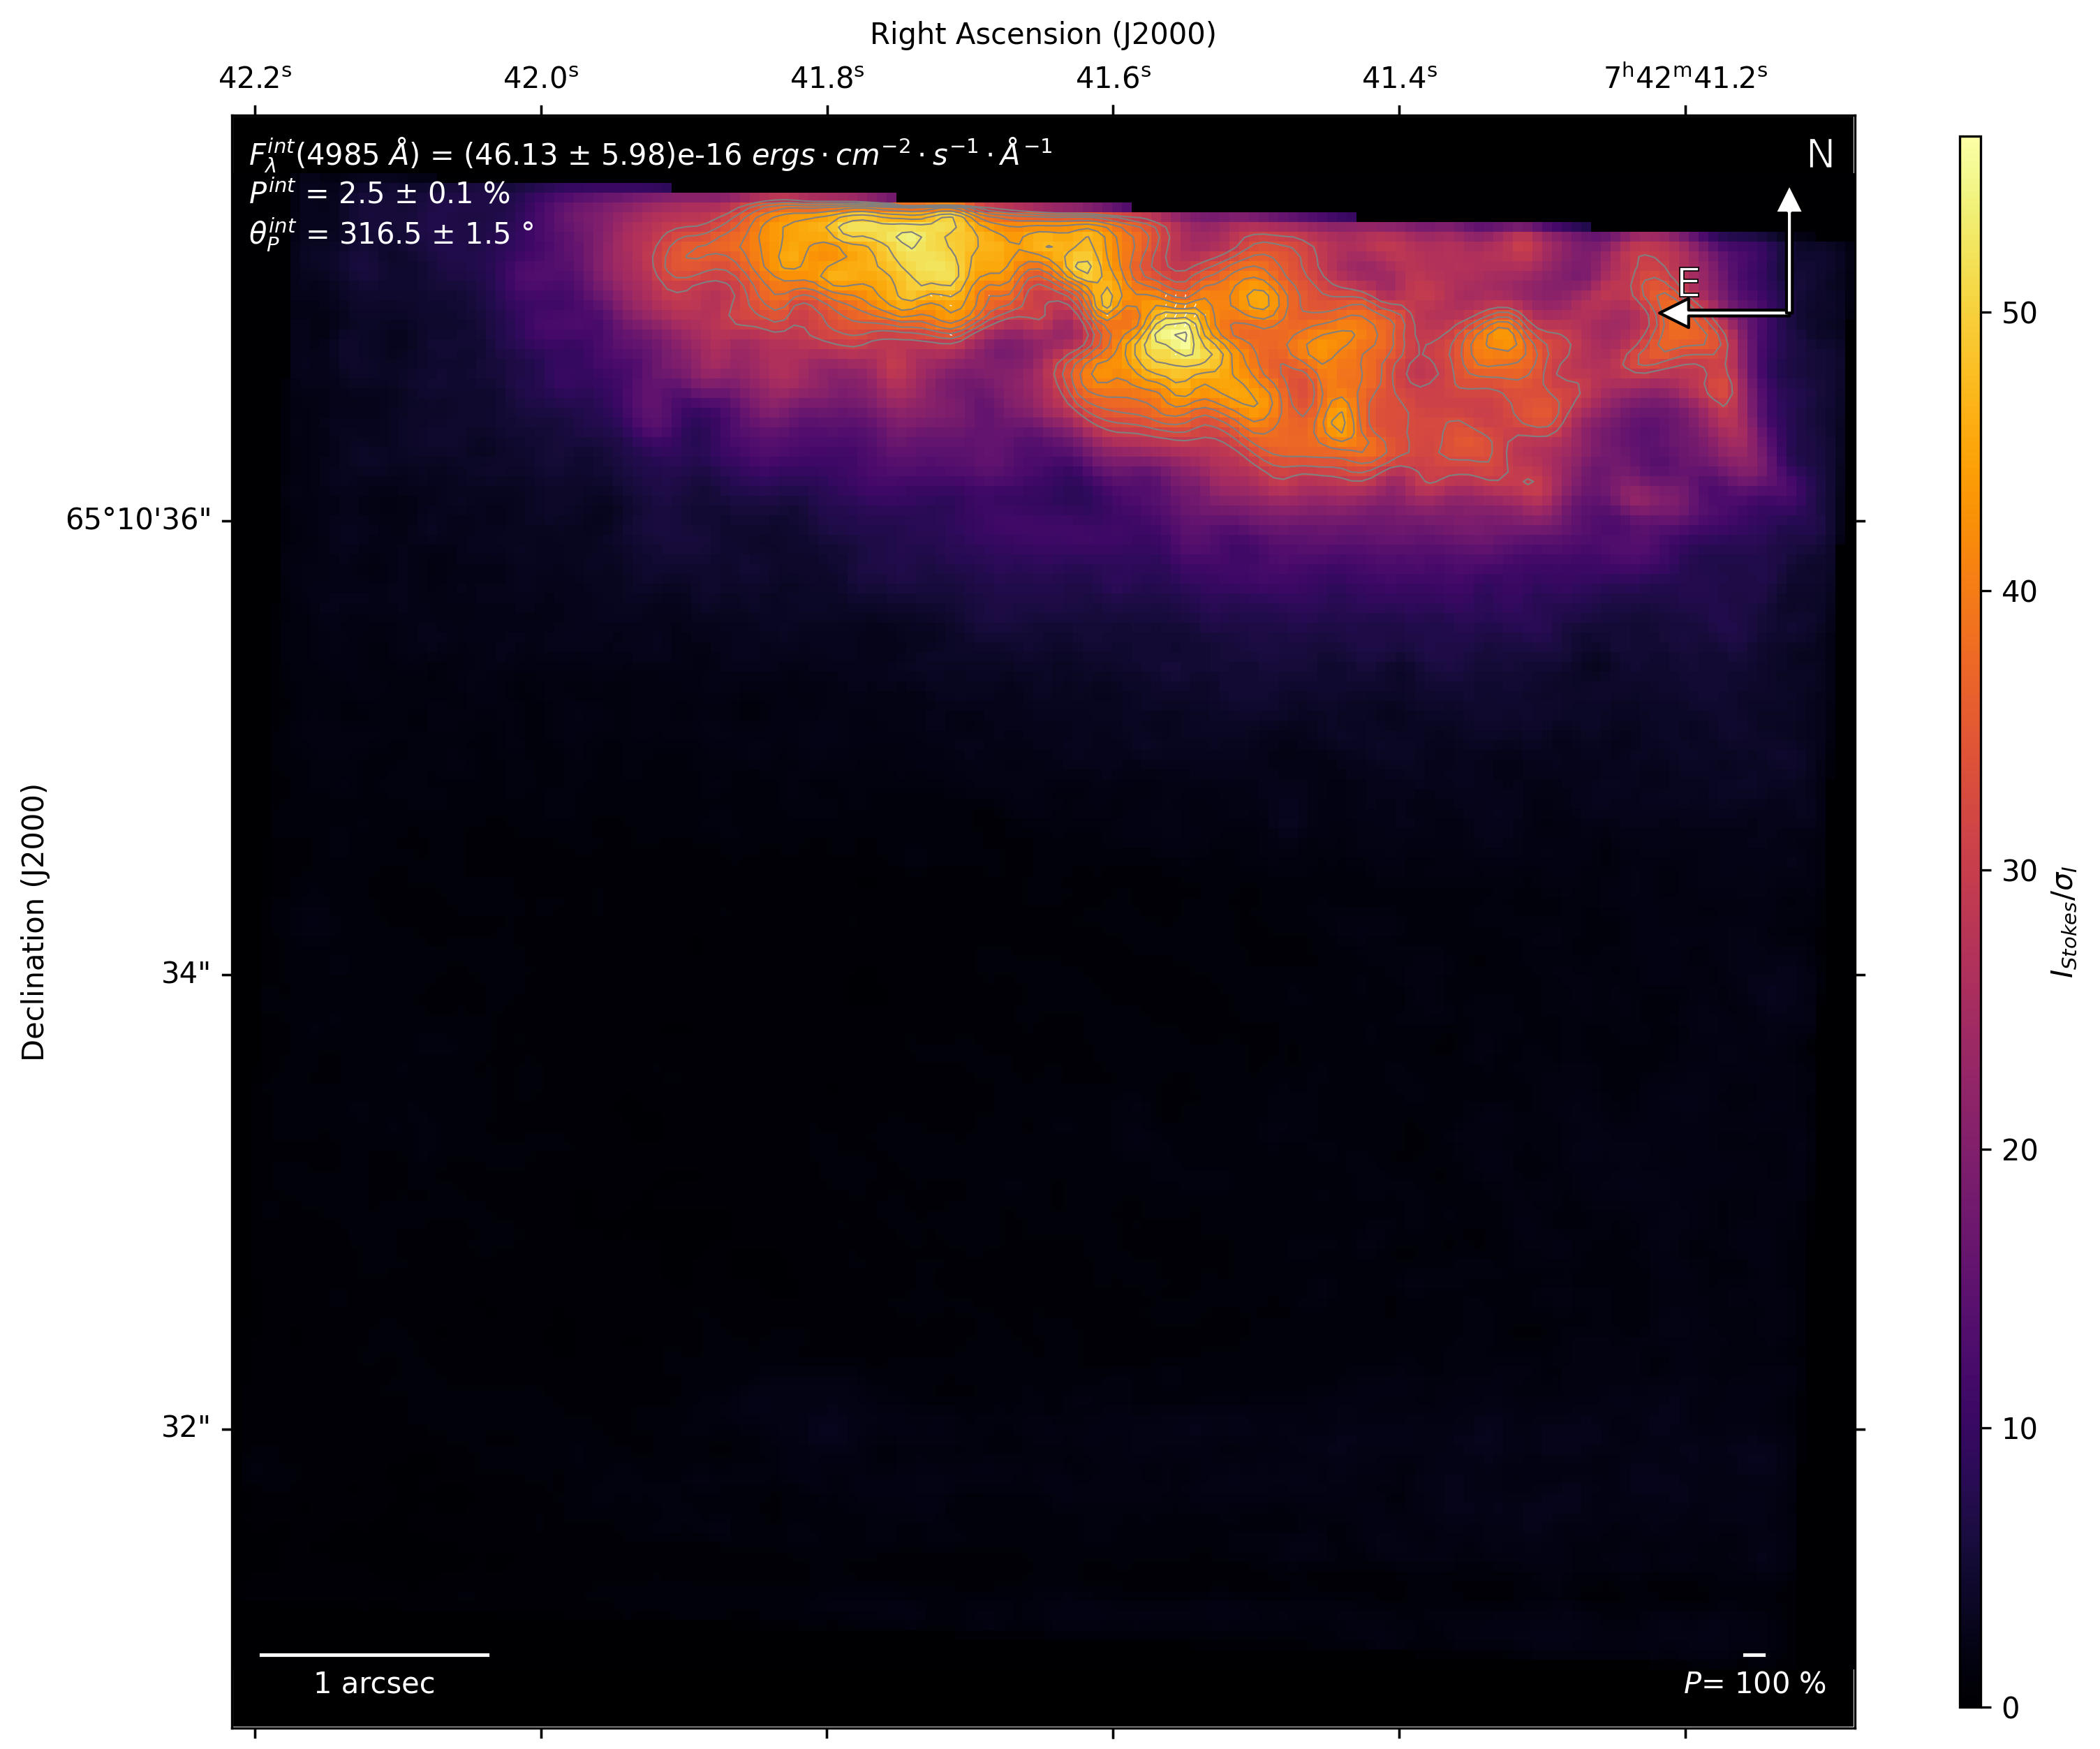 Right Ascension (J2000)
42.2ˢ 42.0ˢ 41.8ˢ 41.6ˢ 41.4ˢ 7ʰ42ᵐ41.2ˢ
F_λ^int(4985 Å) = (46.13 ± 5.98)e-16 ergs · cm⁻² · s⁻¹ · Å⁻¹
P^int = 2.5 ± 0.1 %
θ_P^int = 316.5 ± 1.5 °
N
E
65°10'36"
34"
32"
Declination (J2000)
1 arcsec
P= 100 %
50
40
30
20
10
0
I_Stokes/σ_I